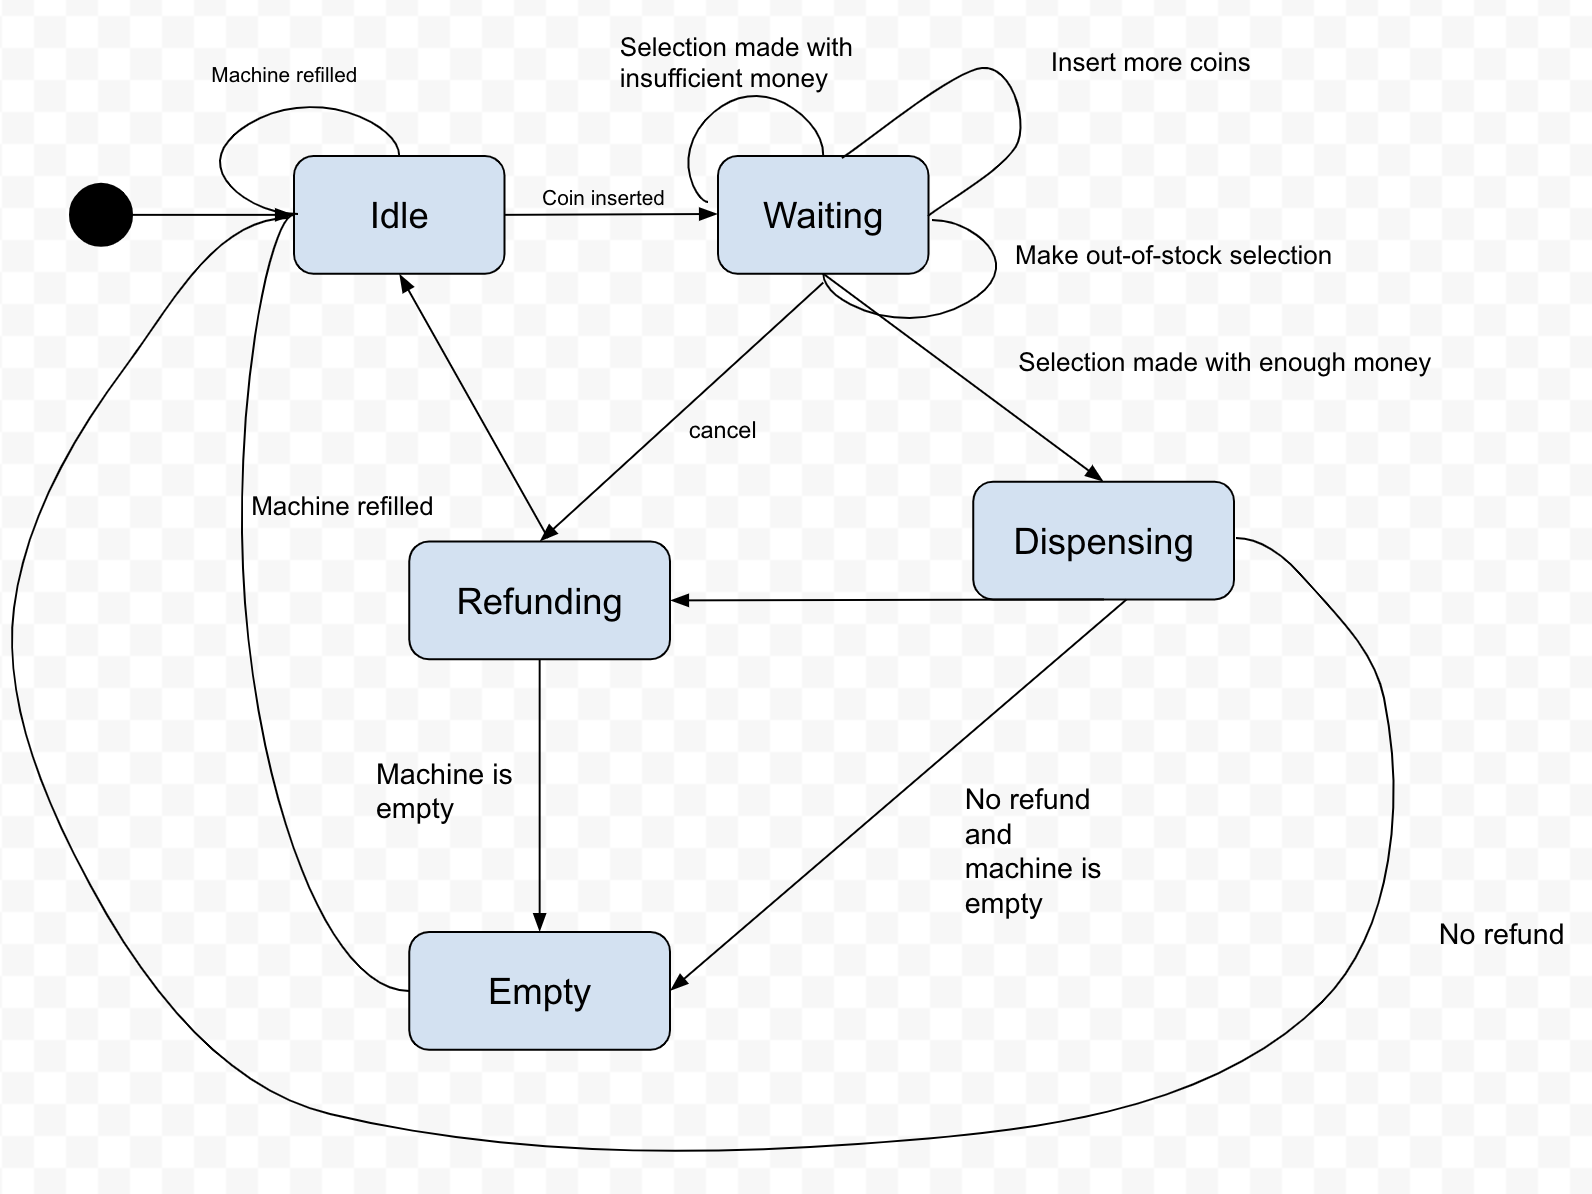 Selection made with
insufficient money
Insert more coins
Machine refilled
Idle
Coin inserted
Waiting
Make out-of-stock selection
Selection made with enough money
cancel
Machine refilled
Dispensing
Refunding
Machine is
empty
No refund
and
machine is
empty
No refund
Empty